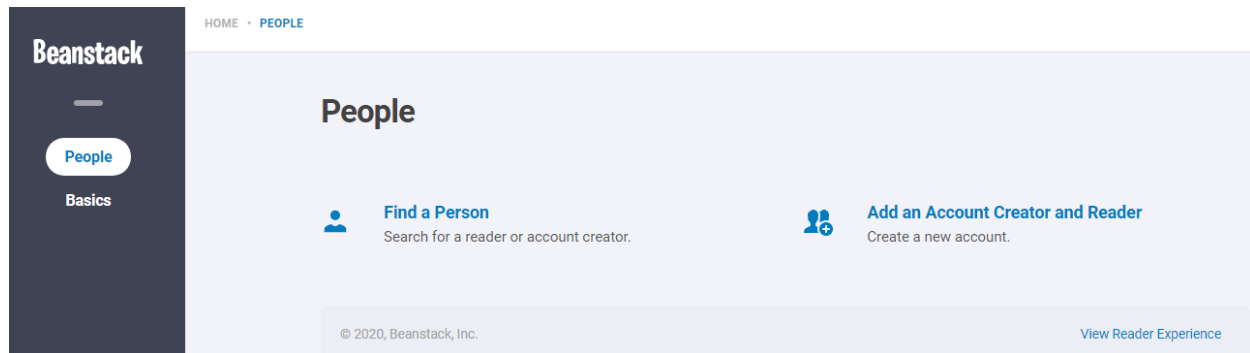 Beanstack
People
Basics
HOME • PEOPLE
People
Find a Person
Search for a reader or account creator.
Add an Account Creator and Reader
Create a new account.
© 2020, Beanstack, Inc.
View Reader Experience